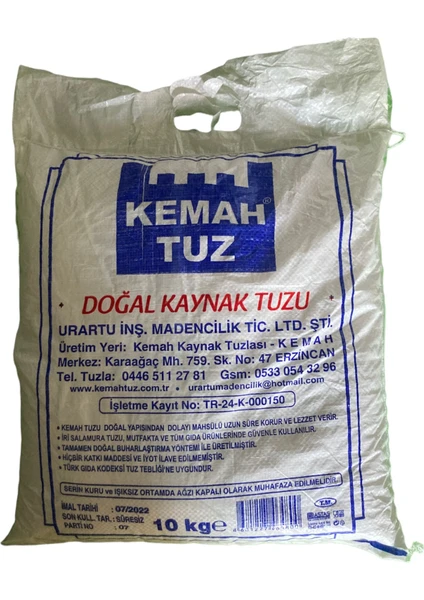 KEMAH®
TUZ
DOĞAL KAYNAK TUZU
URARTU İNŞ. MADENCİLİK TİC. LTD. ŞTİ.
Üretim Yeri: Kemah Kaynak Tuzlası - K E M A H
Merkez: Karaağaç Mh. 759. Sk. No: 47 ERZİNCAN
Tel. Tuzla: 0446 511 27 81 Gsm: 0533 054 32 96
www.kemahtuz.com.tr • urartumadencilik@hotmail.com
İşletme Kayıt No: TR-24-K-000150
• KEMAH TUZU DOĞAL YAPISINDAN DOLAYI MAHSÜLÜ UZUN SÜRE KORUR VE LEZZET VERİR.
• İRİ SALAMURA TUZU, MUTFAKTA VE TÜM GIDA ÜRÜNLERİNDE GÜVENLE KULLANILIR.
• TAMAMEN DOĞAL BUHARLAŞTIRMA YÖNTEMİ İLE ÜRETİLMİŞTİR.
• HİÇBİR KATKI MADDESİ VE İYOT İLAVE EDİLMEMİŞTİR.
• TÜRK GIDA KODEKSİ TUZ TEBLİĞİ'NE UYGUNDUR.
SERİN KURU VE IŞIKSIZ ORTAMDA AĞZI KAPALI OLARAK MUHAFAZA EDİLMELİDİR.
İMAL TARİHİ : 07/2022
SON KULL. TAR. : SÜRESİZ
PARTİ NO : 07
10 kg e
T.M.